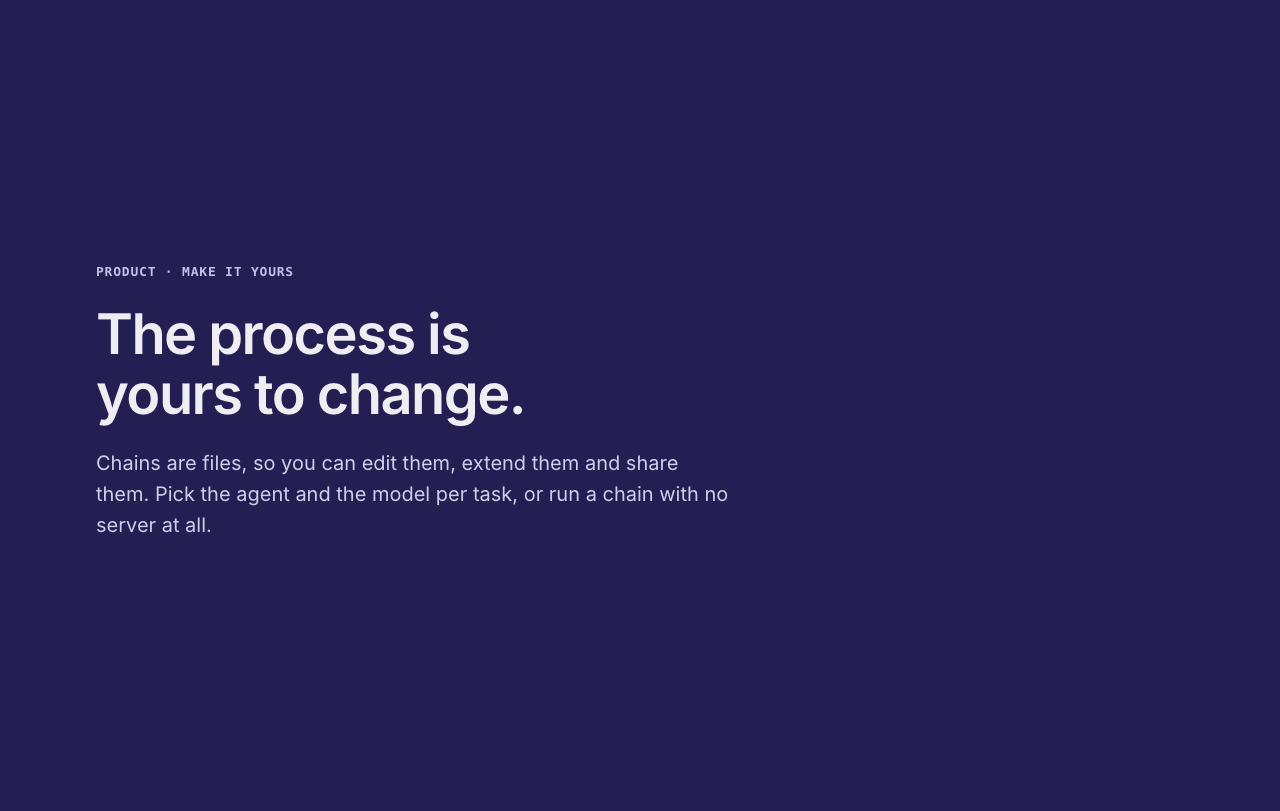 PRODUCT · MAKE IT YOURS
The process is
yours to change.
Chains are files, so you can edit them, extend them and share
them. Pick the agent and the model per task, or run a chain with no
server at all.